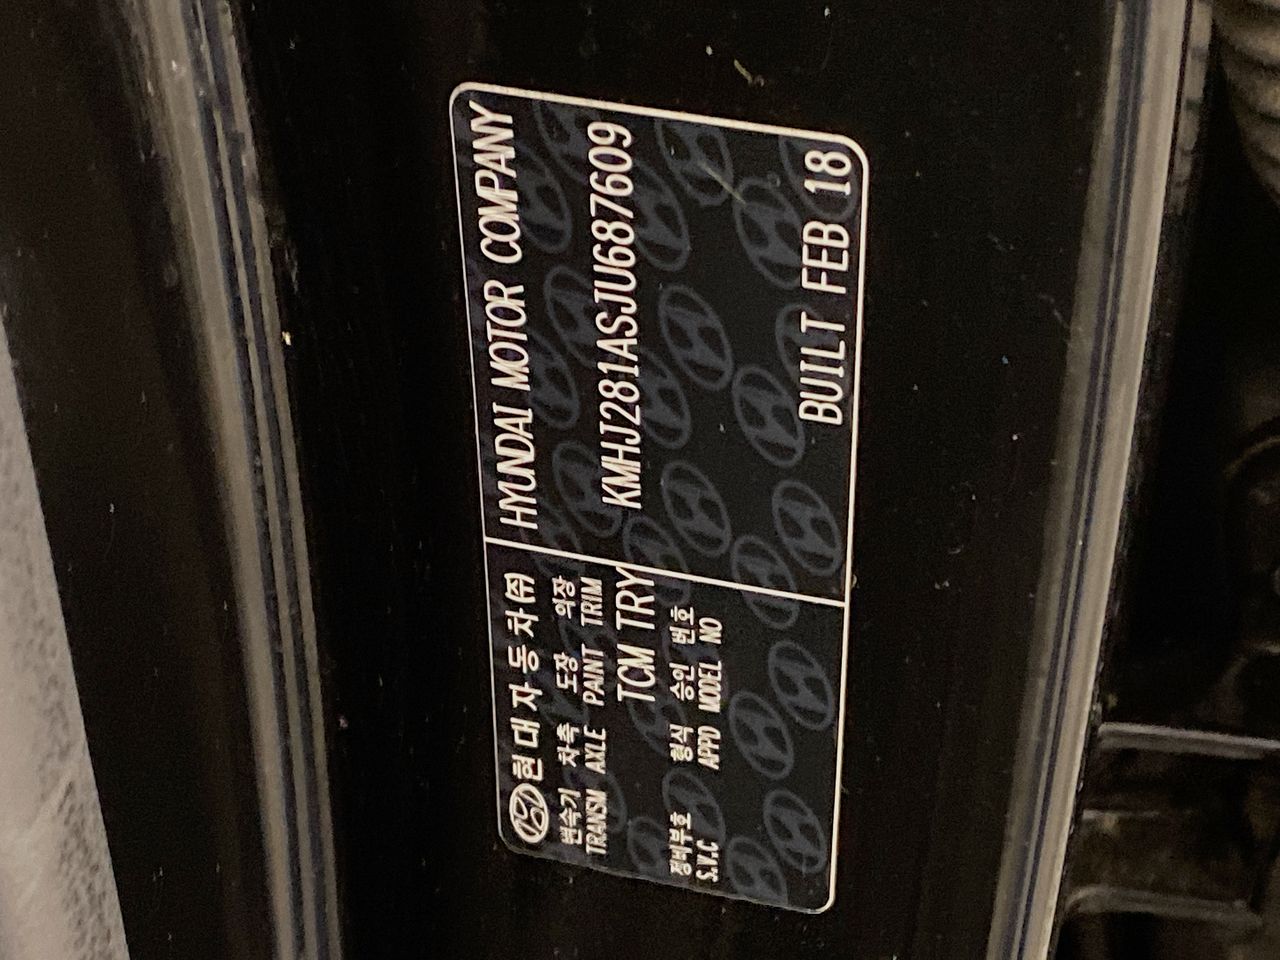 현대자동차㈜
HYUNDAI MOTOR COMPANY
변속기 차축 도장 의장
TRANSM AXLE PAINT TRIM
TCM TRY
KMHJ281ASJU687609
정비부호 형식 승인 번호
S.V.C APPD MODEL NO
BUILT FEB 18